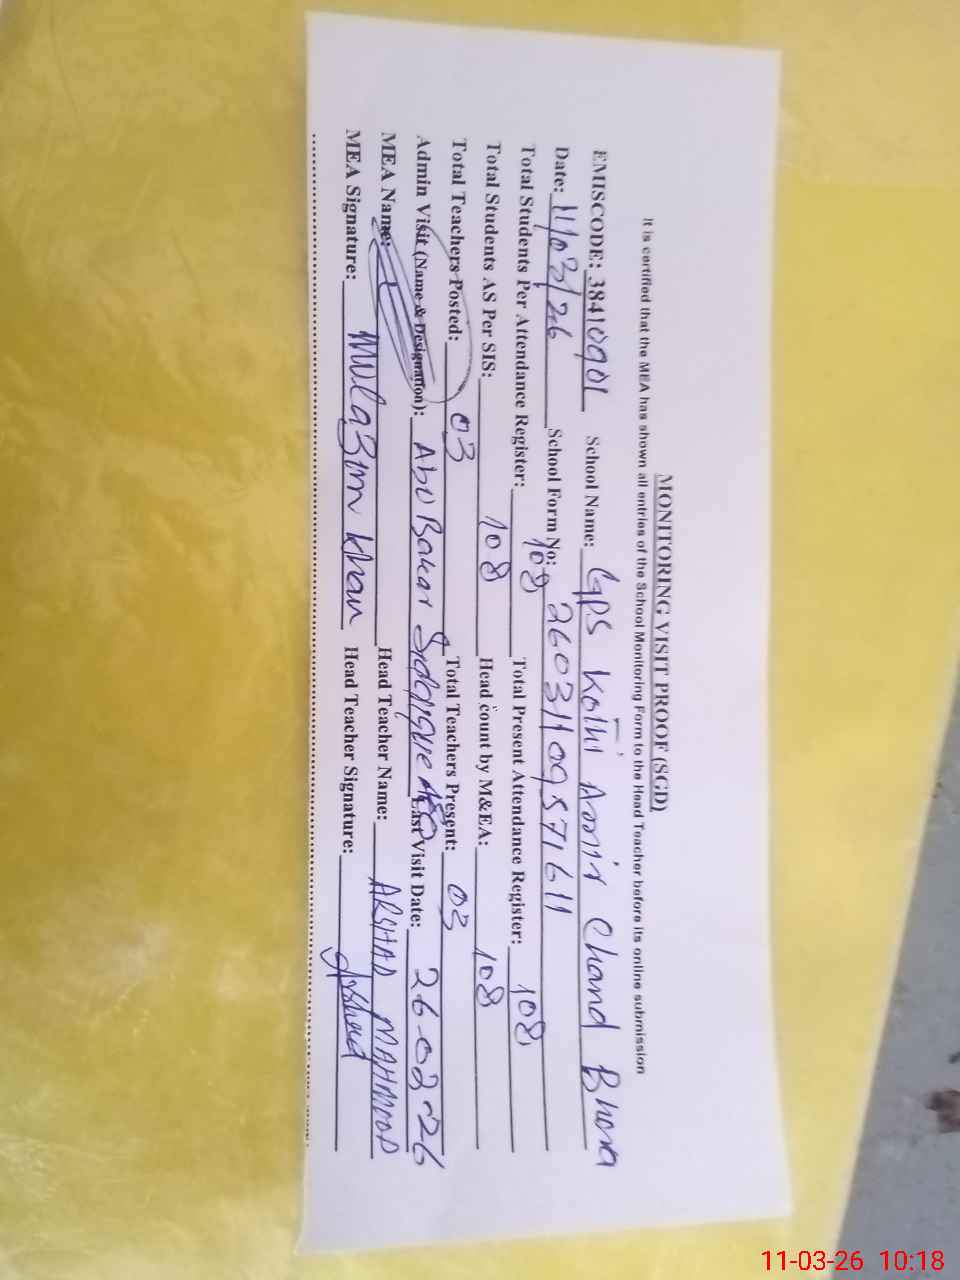 MONITORING VISIT PROOF (SGD)
It is certified that the MEA has shown all entries of the School Monitoring Form to the Head Teacher before its online submission
EMISCODE: 38410901 School Name: GPS Kothi Amir Chand Bhera
Date: 11/03/26 School Form No: 26031109571611
Total Students Per Attendance Register: 108 Total Present Attendance Register: 108
Total Students AS Per SIS: 108 Head count by M&EA: 108
Total Teachers Posted: 03 Total Teachers Present: 03
Admin Visit (Name & Designation): Abu Bakar Siddique AEO Last Visit Date: 26-02-26
MEA Name: Head Teacher Name: ARSHAD MAHMOOD
MEA Signature: Mulazim Khan Head Teacher Signature: Arshad
11-03-26 10:18